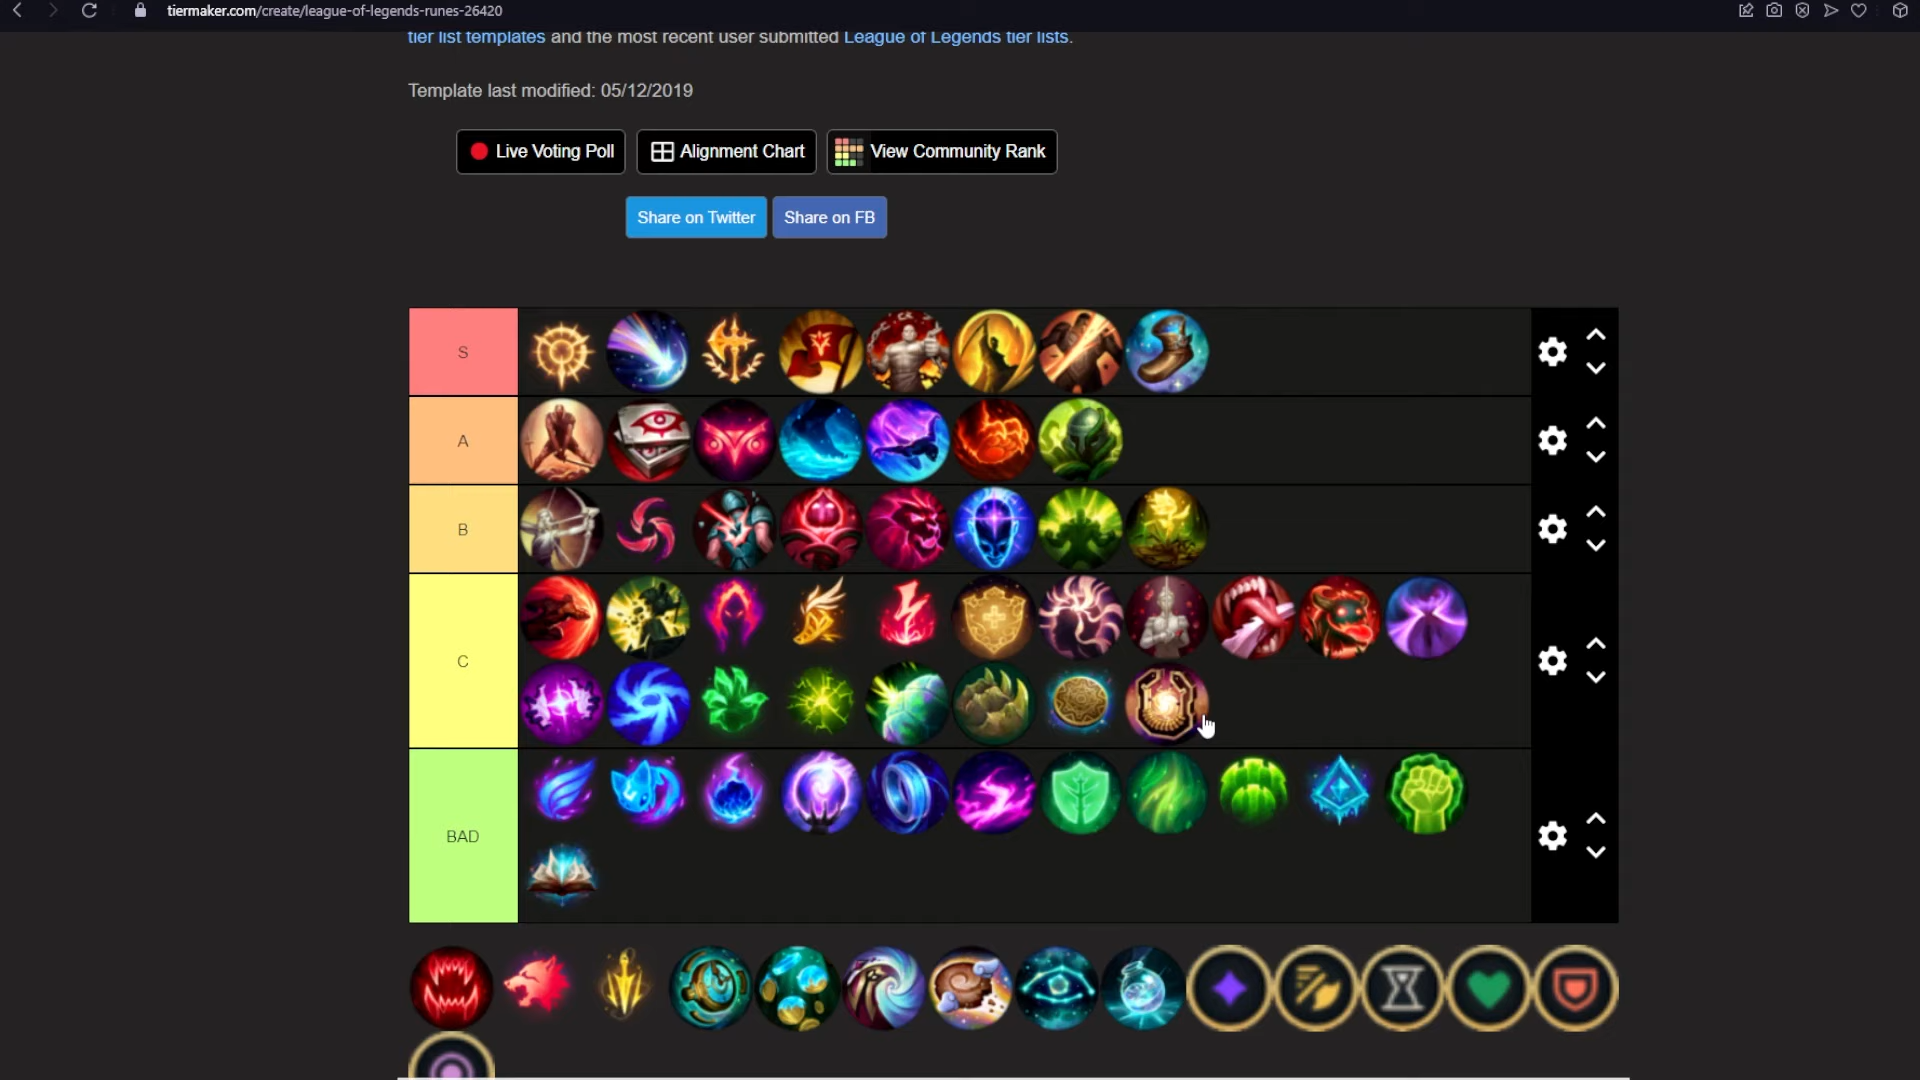 tiermaker.com/create/league-of-legends-runes-26420
tier list templates and the most recent user submitted League of Legends tier lists.
Template last modified: 05/12/2019
Live Voting Poll
Alignment Chart
View Community Rank
Share on Twitter
Share on FB
S
A
B
C
BAD